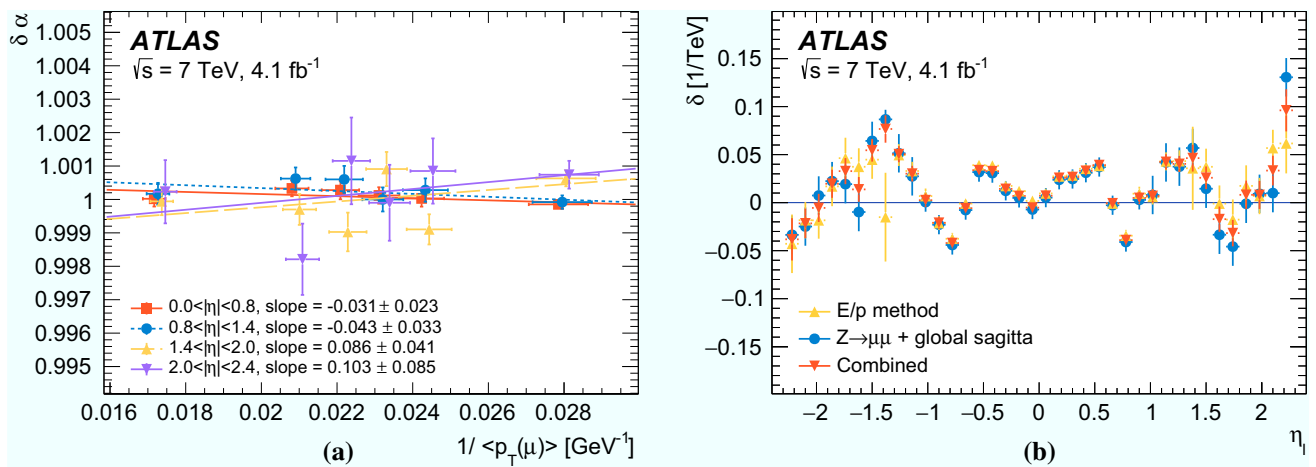 δ α
1.005
1.004
1.003
1.002
1.001
1
0.999
0.998
0.997
0.996
0.995
ATLAS
√s = 7 TeV, 4.1 fb⁻¹
0.0<|η|<0.8, slope = -0.031 ± 0.023
0.8<|η|<1.4, slope = -0.043 ± 0.033
1.4<|η|<2.0, slope = 0.086 ± 0.041
2.0<|η|<2.4, slope = 0.103 ± 0.085
0.016 0.018 0.02 0.022 0.024 0.026 0.028
(a)
1/ <p_T(μ)> [GeV⁻¹]
δ [1/TeV]
0.15
0.1
0.05
0
−0.05
−0.1
−0.15
ATLAS
√s = 7 TeV, 4.1 fb⁻¹
E/p method
Z→μμ + global sagitta
Combined
−2 −1.5 −1 −0.5 0 0.5 1 1.5 2
(b)
η_l